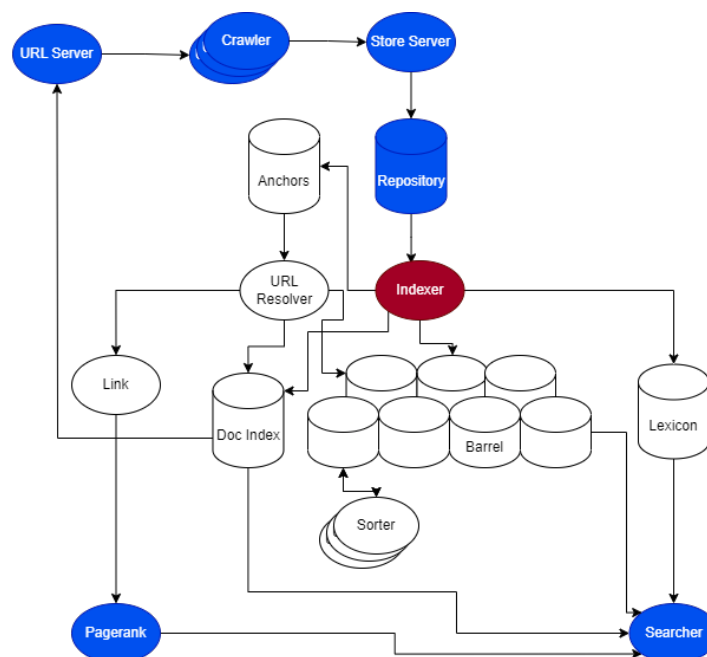 URL Server
Crawler
Store Server
Anchors
Repository
URL
Resolver
Indexer
Link
Doc Index
Barrel
Lexicon
Sorter
Pagerank
Searcher